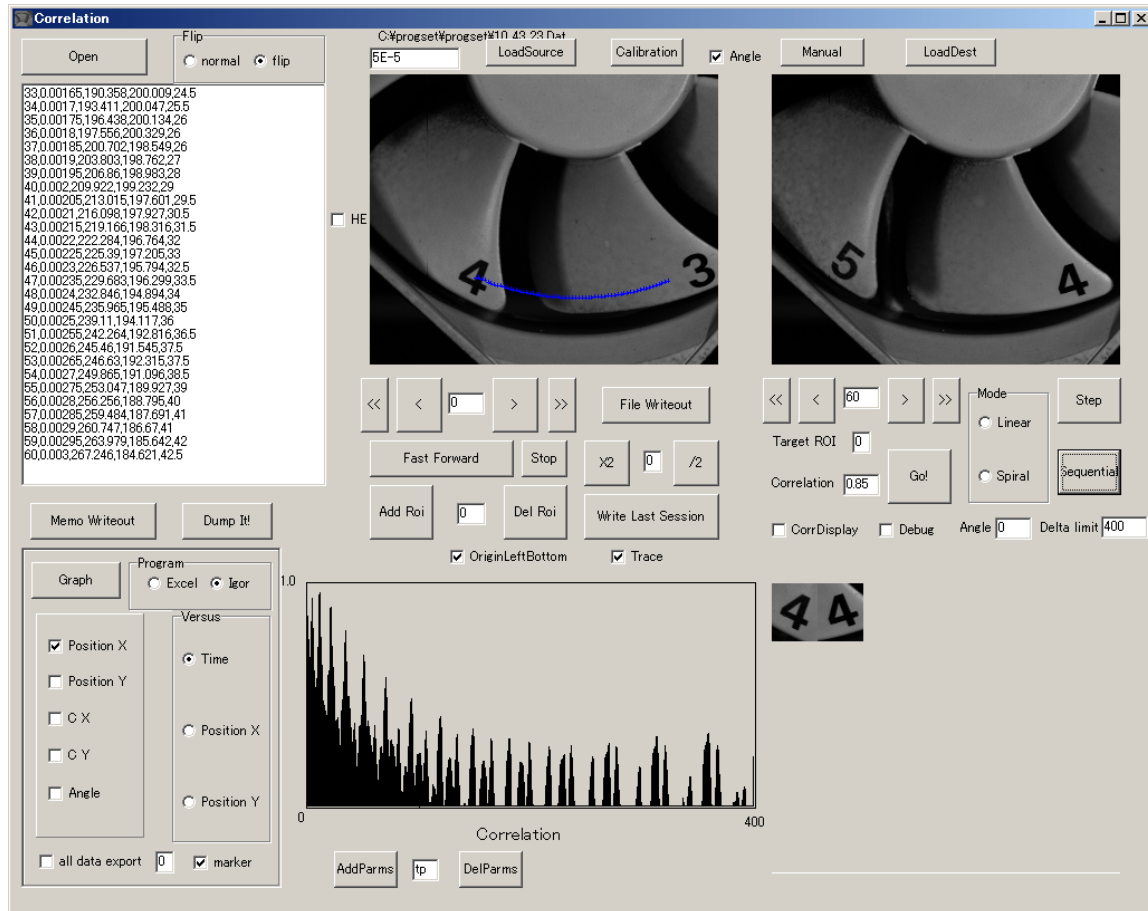 Correlation
Open
Flip
normal
flip
C:¥progset¥progset¥10_43_23.Dat
5E-5
LoadSource
Calibration
Angle
Manual
LoadDest
33,0.00165,190.358,200.009,24.5
34,0.0017,193.411,200.047,25.5
35,0.00175,196.438,200.134,26
36,0.0018,197.556,200.329,26
37,0.00185,200.702,198.549,26
38,0.0019,203.803,198.762,27
39,0.00195,206.86,198.983,28
40,0.002,209.922,199.232,29
41,0.00205,213.015,197.601,29.5
42,0.0021,216.098,197.927,30.5
43,0.00215,219.166,198.316,31.5
44,0.0022,222.284,196.764,32
45,0.00225,225.39,197.205,33
46,0.0023,226.537,195.794,32.5
47,0.00235,229.683,196.299,33.5
48,0.0024,232.846,194.894,34
49,0.00245,235.965,195.488,35
50,0.0025,239.11,194.117,36
51,0.00255,242.264,192.816,36.5
52,0.0026,245.46,191.545,37.5
53,0.00265,246.63,192.315,37.5
54,0.0027,249.865,191.096,38.5
55,0.00275,253.047,189.927,39
56,0.0028,256.256,188.795,40
57,0.00285,259.484,187.691,41
58,0.0029,260.747,186.67,41
59,0.00295,263.979,185.642,42
60,0.003,267.246,184.621,42.5
HE
4
3
5
4
<<
<
0
>
>>
File Writeout
<<
<
60
>
>>
Mode
Linear
Spiral
Step
Sequential
Fast Forward
Stop
X2
0
/2
Target ROI
0
Correlation
0.85
Go!
Add Roi
0
Del Roi
Write Last Session
Memo Writeout
Dump It!
CorrDisplay
Debug
Angle
0
Delta limit
400
OriginLeftBottom
Trace
Graph
Program
Excel
Igor
Position X
Position Y
C X
C Y
Angle
Versus
Time
Position X
Position Y
all data export
0
marker
1.0
0
400
Correlation
AddParms
tp
DelParms
4
4